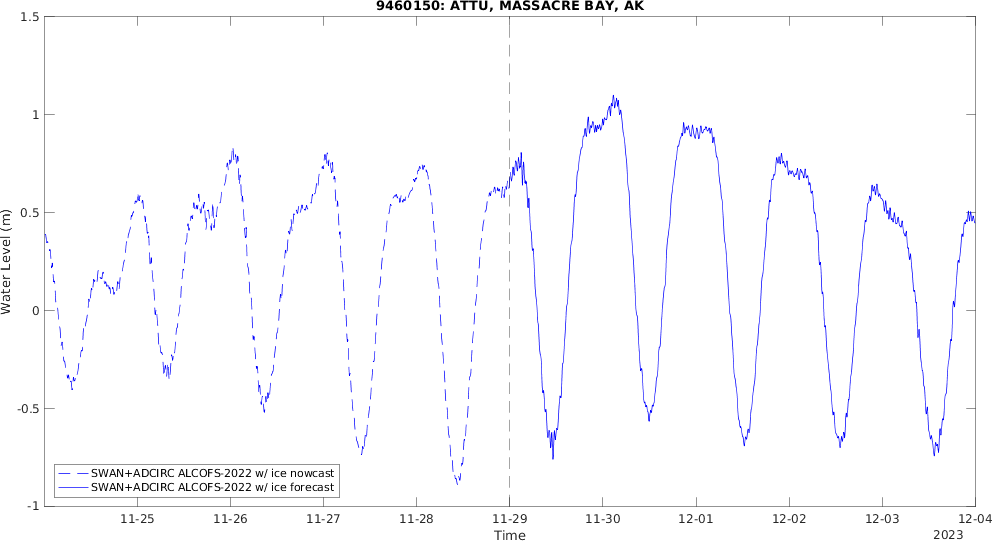 9460150: ATTU, MASSACRE BAY, AK
1.5
1
0.5
0
-0.5
-1
Water Level (m)
SWAN+ADCIRC ALCOFS-2022 w/ ice nowcast
SWAN+ADCIRC ALCOFS-2022 w/ ice forecast
11-25 11-26 11-27 11-28 11-29 11-30 12-01 12-02 12-03 12-04
Time
2023